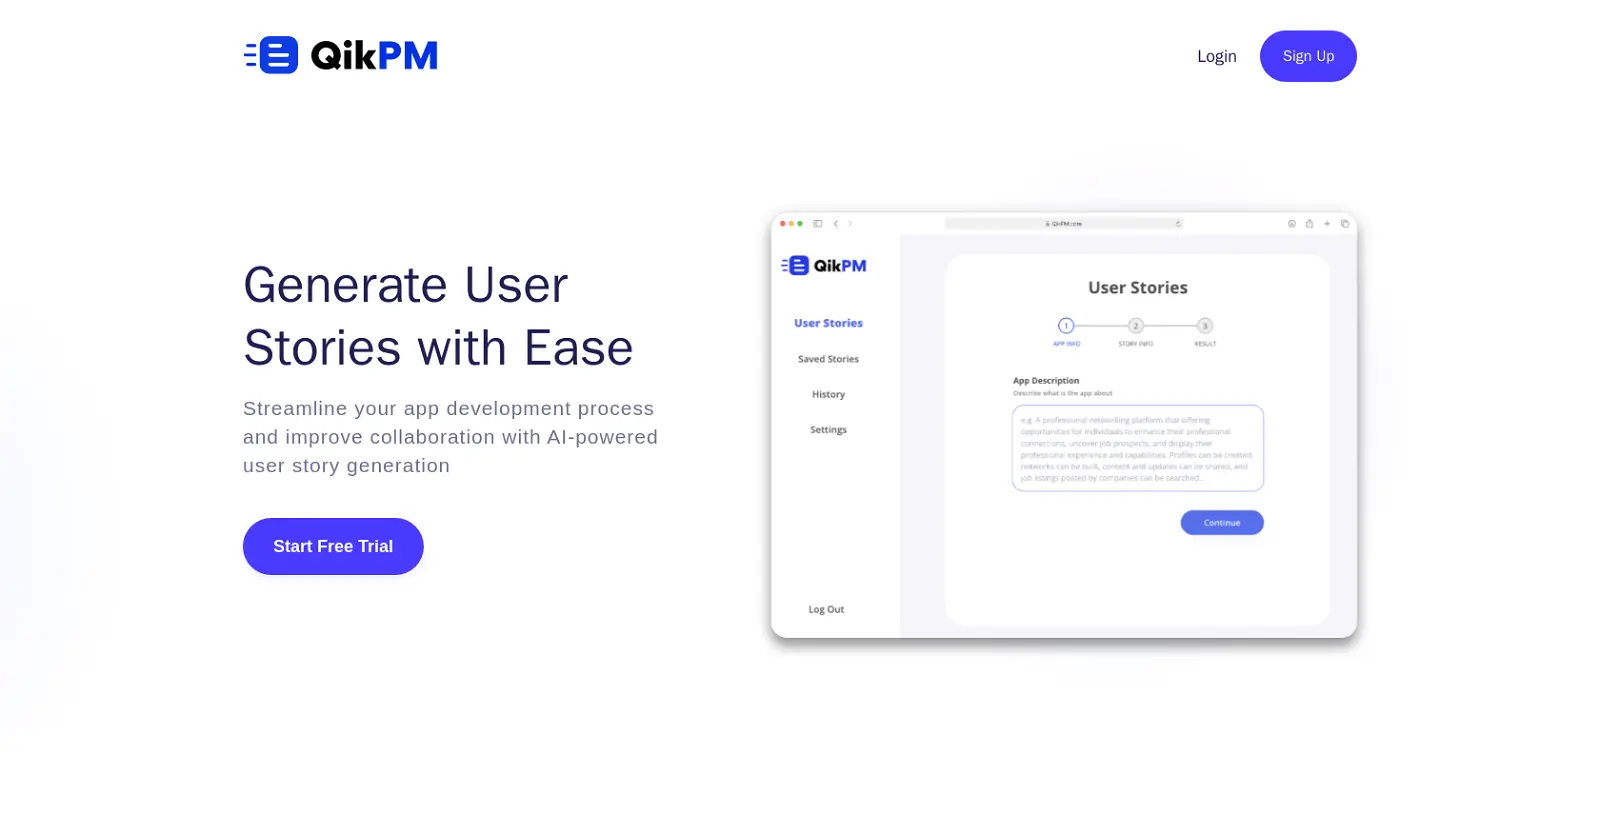 QikPM
Login
Sign Up
Generate User
Stories with Ease
Streamline your app development process
and improve collaboration with AI-powered
user story generation
Start Free Trial
QikPM.com
QikPM
User Stories
Saved Stories
History
Settings
Log Out
User Stories
1
2
3
APP INFO
STORY INFO
RESULT
App Description
Describe what is the app about
e.g. A professional networking platform that offering
opportunities for individuals to enhance their professional
connections, uncover job prospects, and display their
professional experience and capabilities. Profiles can be created,
networks can be built, content and updates can be shared, and
job listings posted by companies can be searched...
Continue